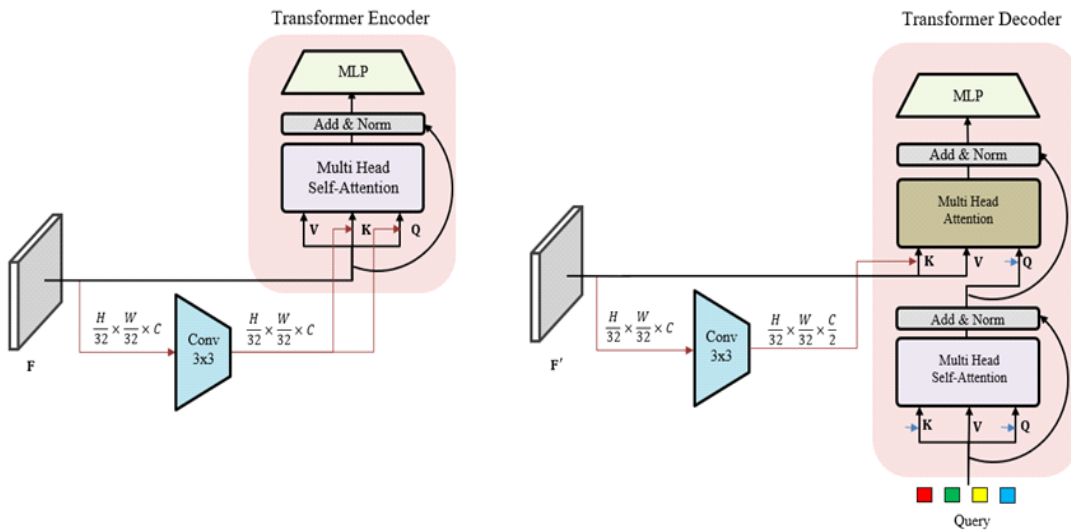 Transformer Encoder
MLP
Add & Norm
Multi Head
Self-Attention
V K Q
H/32 × W/32 × C
Conv
3x3
H/32 × W/32 × C
F
Transformer Decoder
MLP
Add & Norm
Multi Head
Attention
K V Q
H/32 × W/32 × C
Conv
3x3
H/32 × W/32 × C/2
F′
Add & Norm
Multi Head
Self-Attention
K V Q
Query